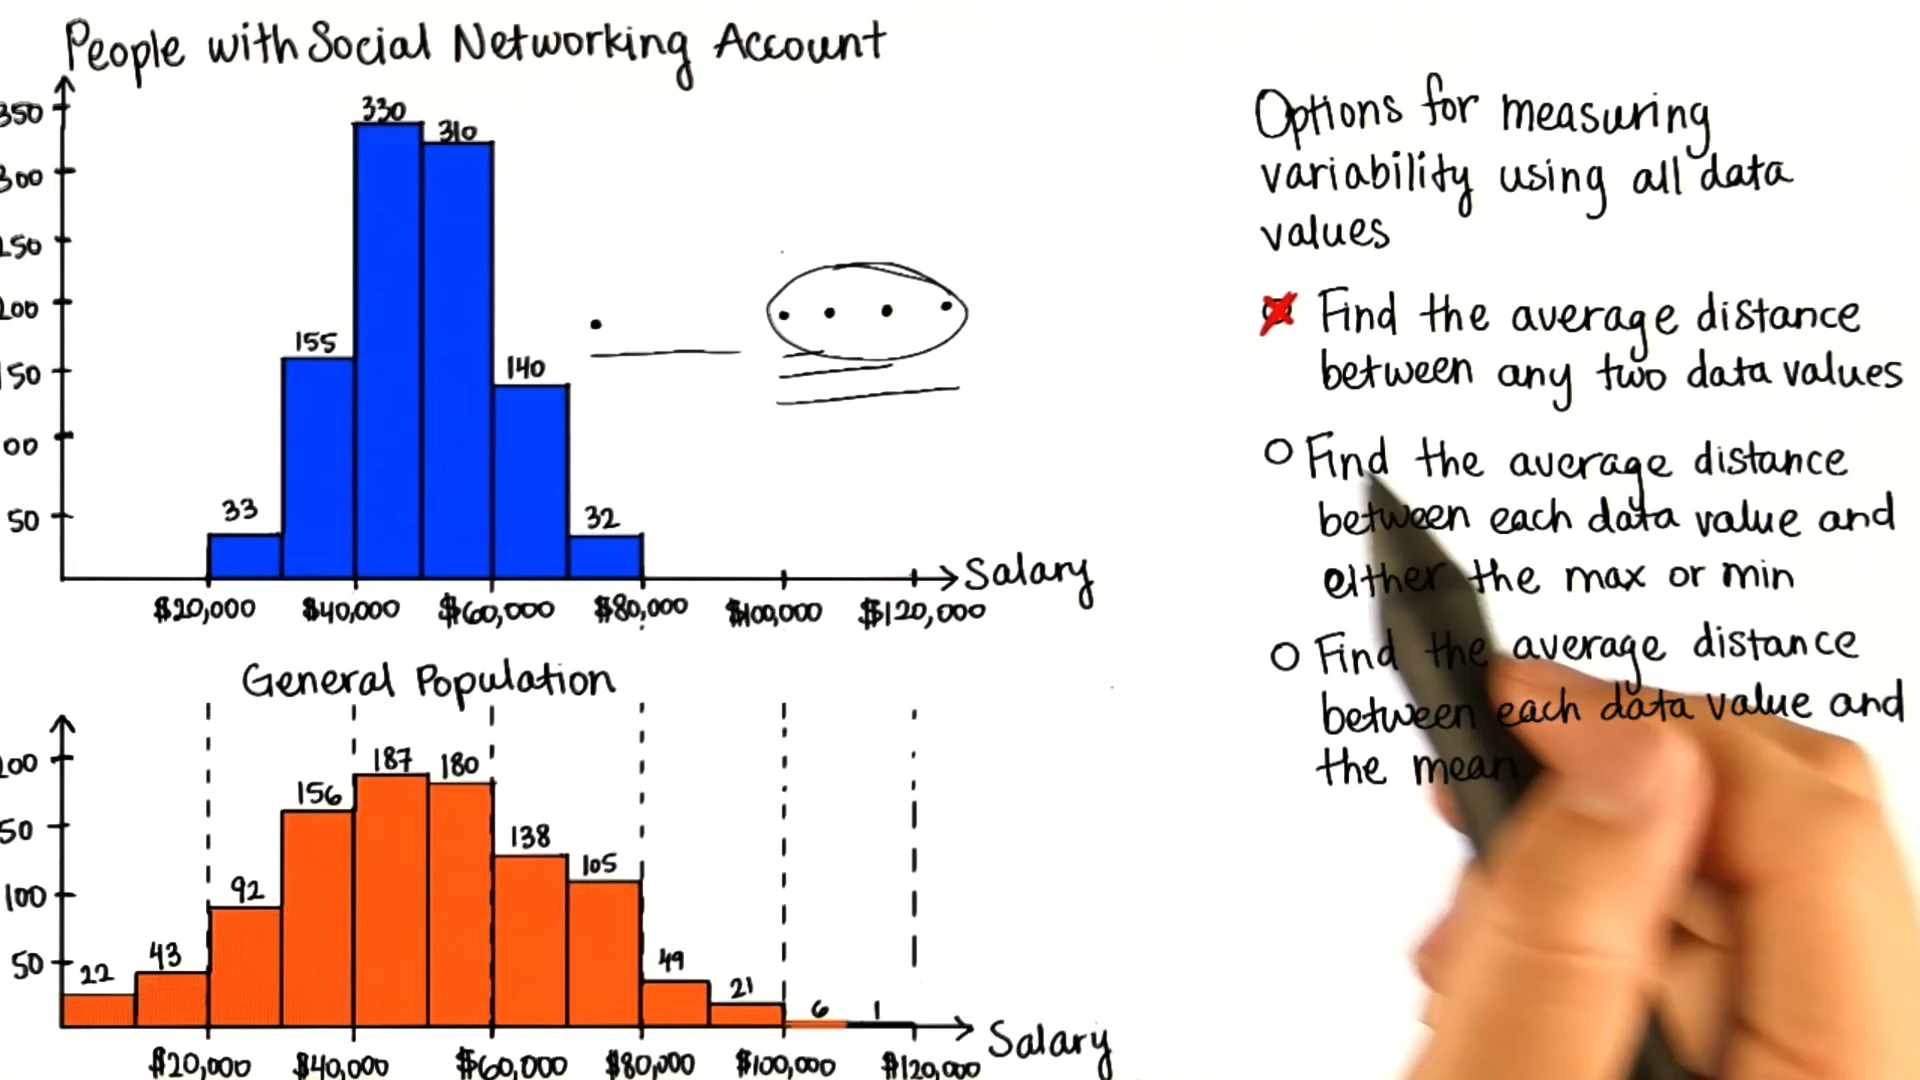 People with Social Networking Account
350
300
250
200
150
100
50
33
155
330
310
140
32
Salary
$20,000 $40,000 $60,000 $80,000 $100,000 $120,000
General Population
200
150
100
50
22
43
92
156
187
180
138
105
49
21
6
1
Salary
$20,000 $40,000 $60,000 $80,000 $100,000 $120,000
Options for measuring
variability using all data
values
Find the average distance
between any two data values
Find the average distance
between each data value and
either the max or min
Find the average distance
between each data value and
the mean